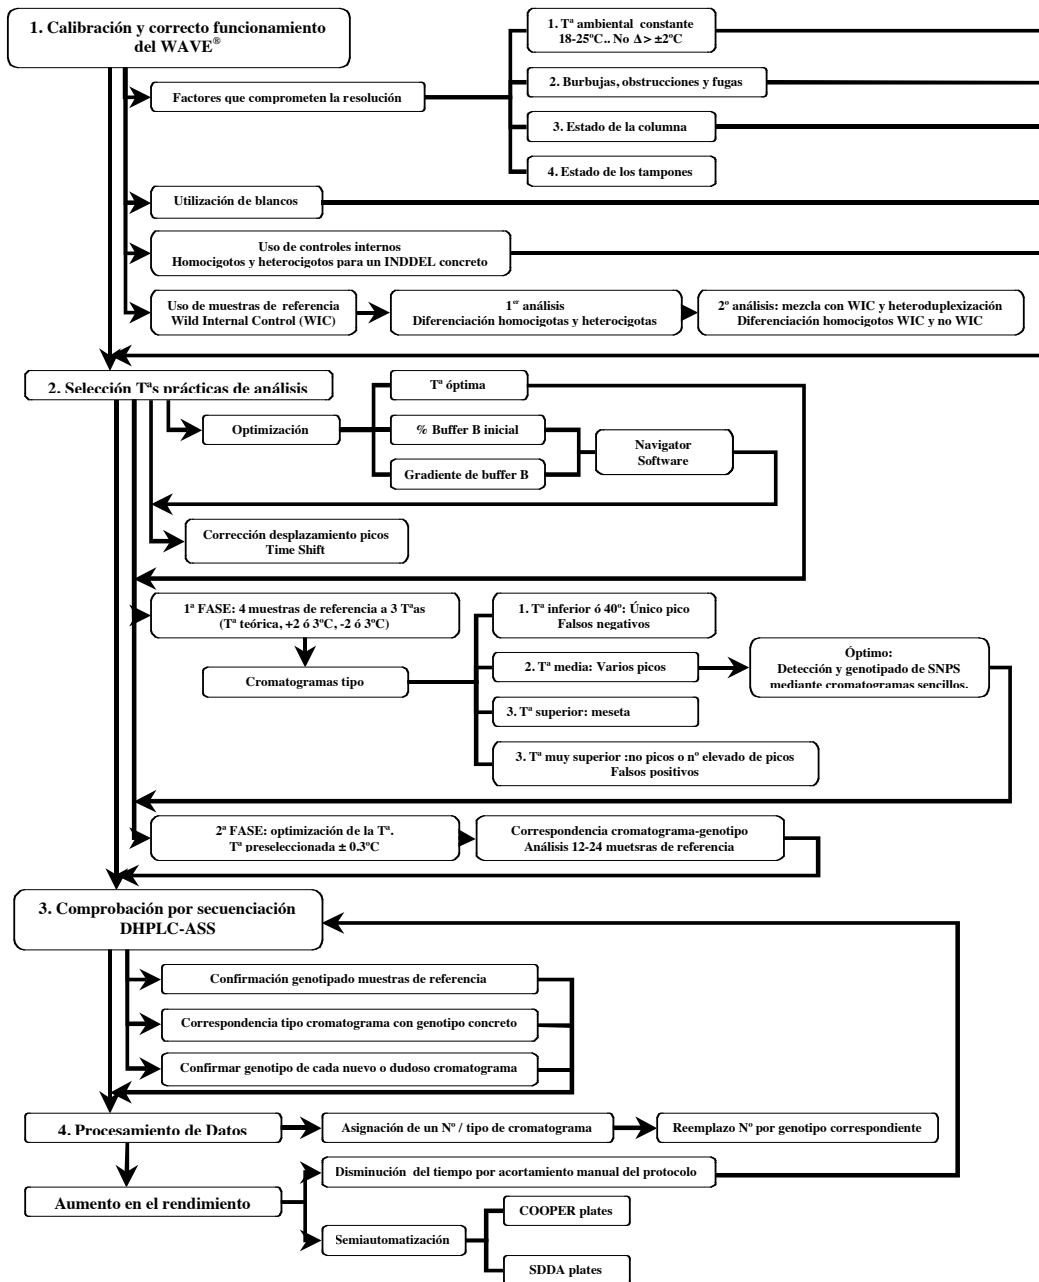 1. Calibración y correcto funcionamiento
del WAVE®
1. Tª ambiental constante
18-25ºC.. No Δ > ±2ºC
Factores que comprometen la resolución
2. Burbujas, obstrucciones y fugas
3. Estado de la columna
4. Estado de los tampones
Utilización de blancos
Uso de controles internos
Homocigotos y heterocigotos para un INDDEL concreto
Uso de muestras de referencia
Wild Internal Control (WIC)
1er análisis
Diferenciación homocigotas y heterocigotas
2º análisis: mezcla con WIC y heteroduplexización
Diferenciación homocigotos WIC y no WIC
2. Selección Tªs prácticas de análisis
Tª óptima
Optimización
% Buffer B inicial
Gradiente de buffer B
Navigator
Software
Corrección desplazamiento picos
Time Shift
1ª FASE: 4 muestras de referencia a 3 Tªas
(Tª teórica, +2 ó 3ºC, -2 ó 3ºC)
1. Tª inferior ó 40º: Único pico
Falsos negativos
Cromatogramas tipo
2. Tª media: Varios picos
Óptimo:
Detección y genotipado de SNPS
mediante cromatogramas sencillos.
3. Tª superior: meseta
3. Tª muy superior :no picos o nº elevado de picos
Falsos positivos
2ª FASE: optimización de la Tª.
Tª preseleccionada ± 0.3ºC
Correspondencia cromatograma-genotipo
Análisis 12-24 muetsras de referencia
3. Comprobación por secuenciación
DHPLC-ASS
Confirmación genotipado muestras de referencia
Correspondencia tipo cromatograma con genotipo concreto
Confirmar genotipo de cada nuevo o dudoso cromatograma
4. Procesamiento de Datos
Asignación de un Nº / tipo de cromatograma
Reemplazo Nº por genotipo correspondiente
Aumento en el rendimiento
Disminución del tiempo por acortamiento manual del protocolo
Semiautomatización
COOPER plates
SDDA plates